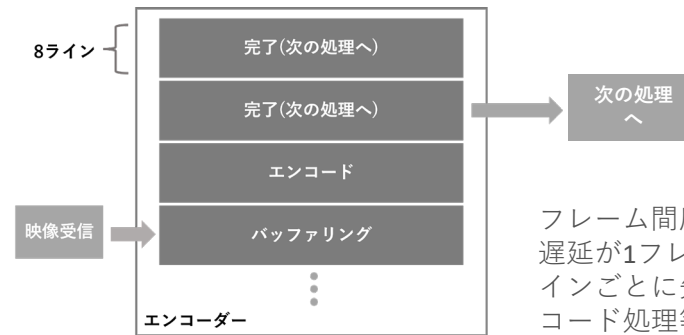 8ライン
完了(次の処理へ)
完了(次の処理へ)
エンコード
バッファリング
映像受信
エンコーダー
次の処理
へ
フレーム間
遅延が1フレ
インごとに
コード処理